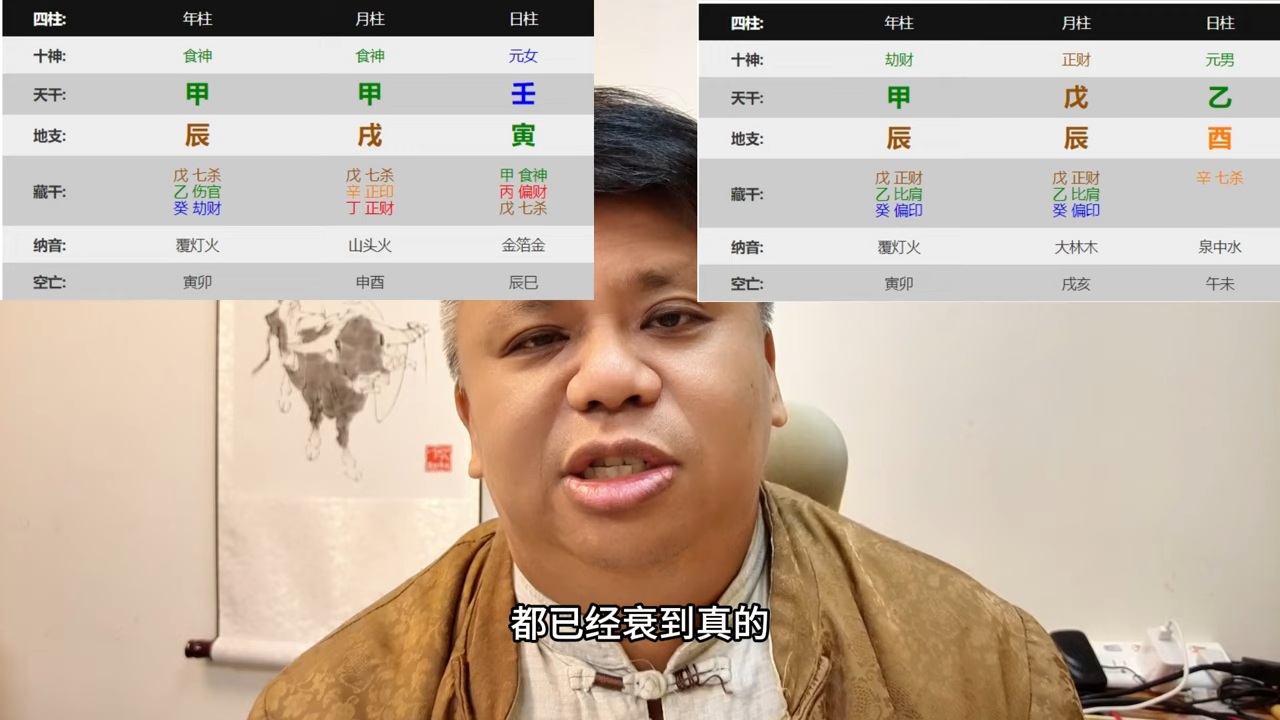 四柱: 年柱 月柱 日柱
十神: 食神 食神 元女
天干: 甲 甲 壬
地支: 辰 戌 寅
藏干: 戊 七杀 戊 七杀 甲 食神
乙 伤官 辛 正印 丙 偏财
癸 劫财 丁 正财 戊 七杀
纳音: 覆灯火 山头火 金箔金
空亡: 寅卯 申酉 辰巳
四柱: 年柱 月柱 日柱
十神: 劫财 正财 元男
天干: 甲 戊 乙
地支: 辰 辰 酉
藏干: 戊 正财 戊 正财 辛 七杀
乙 比肩 乙 比肩
癸 偏印 癸 偏印
纳音: 覆灯火 大林木 泉中水
空亡: 寅卯 戌亥 午未
都已经衰到真的